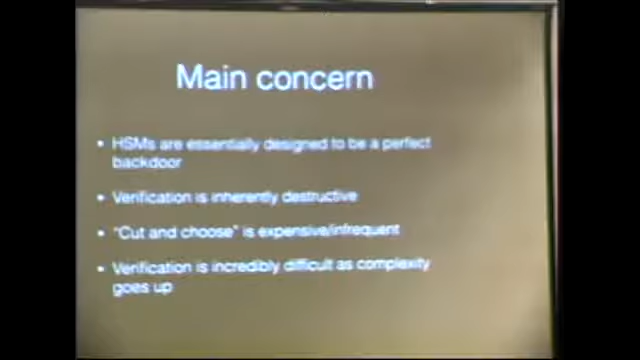 Main concern
• HSMs are essentially designed to be a perfect
backdoor
• Verification is inherently destructive
• "Cut and choose" is expensive/infrequent
• Verification is incredibly difficult as complexity
goes up